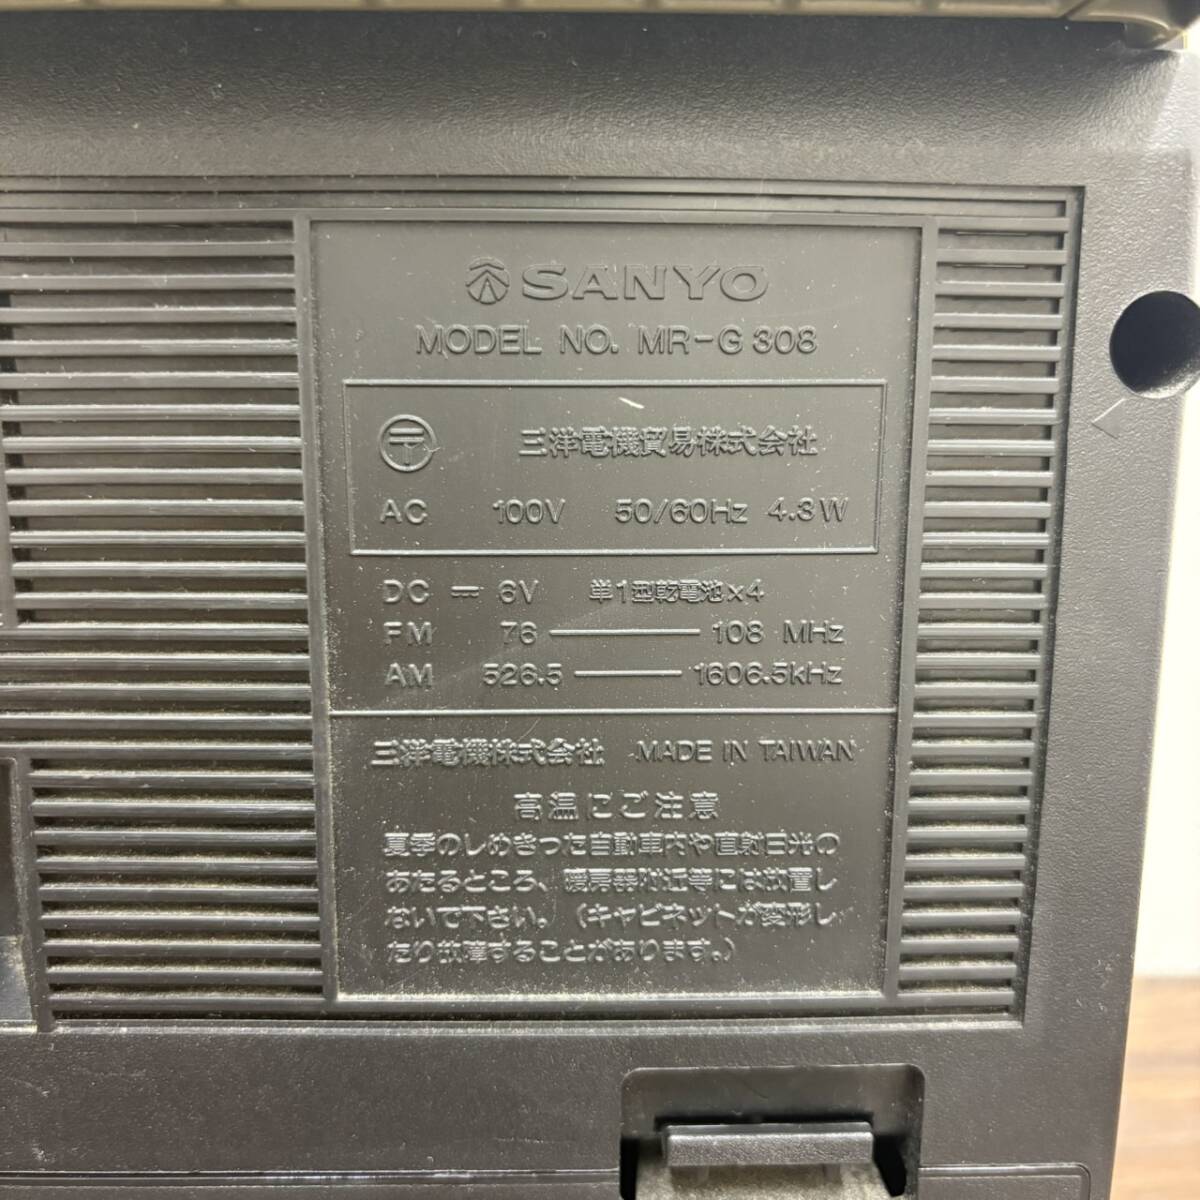 SANYO
MODEL NO. MR-G 308
〒 三洋電機貿易株式会社
AC 100V 50/60Hz 4.3W
DC ⎓ 6V 単1型乾電池×4
FM 76 — 108 MHz
AM 526.5 — 1606.5kHz
三洋電機株式会社 MADE IN TAIWAN
高温にご注意
夏季のしめきった自動車内や直射日光の
あたるところ、暖房器附近等には放置し
ないで下さい。(キャビネットが変形し
たり故障することがあります。)